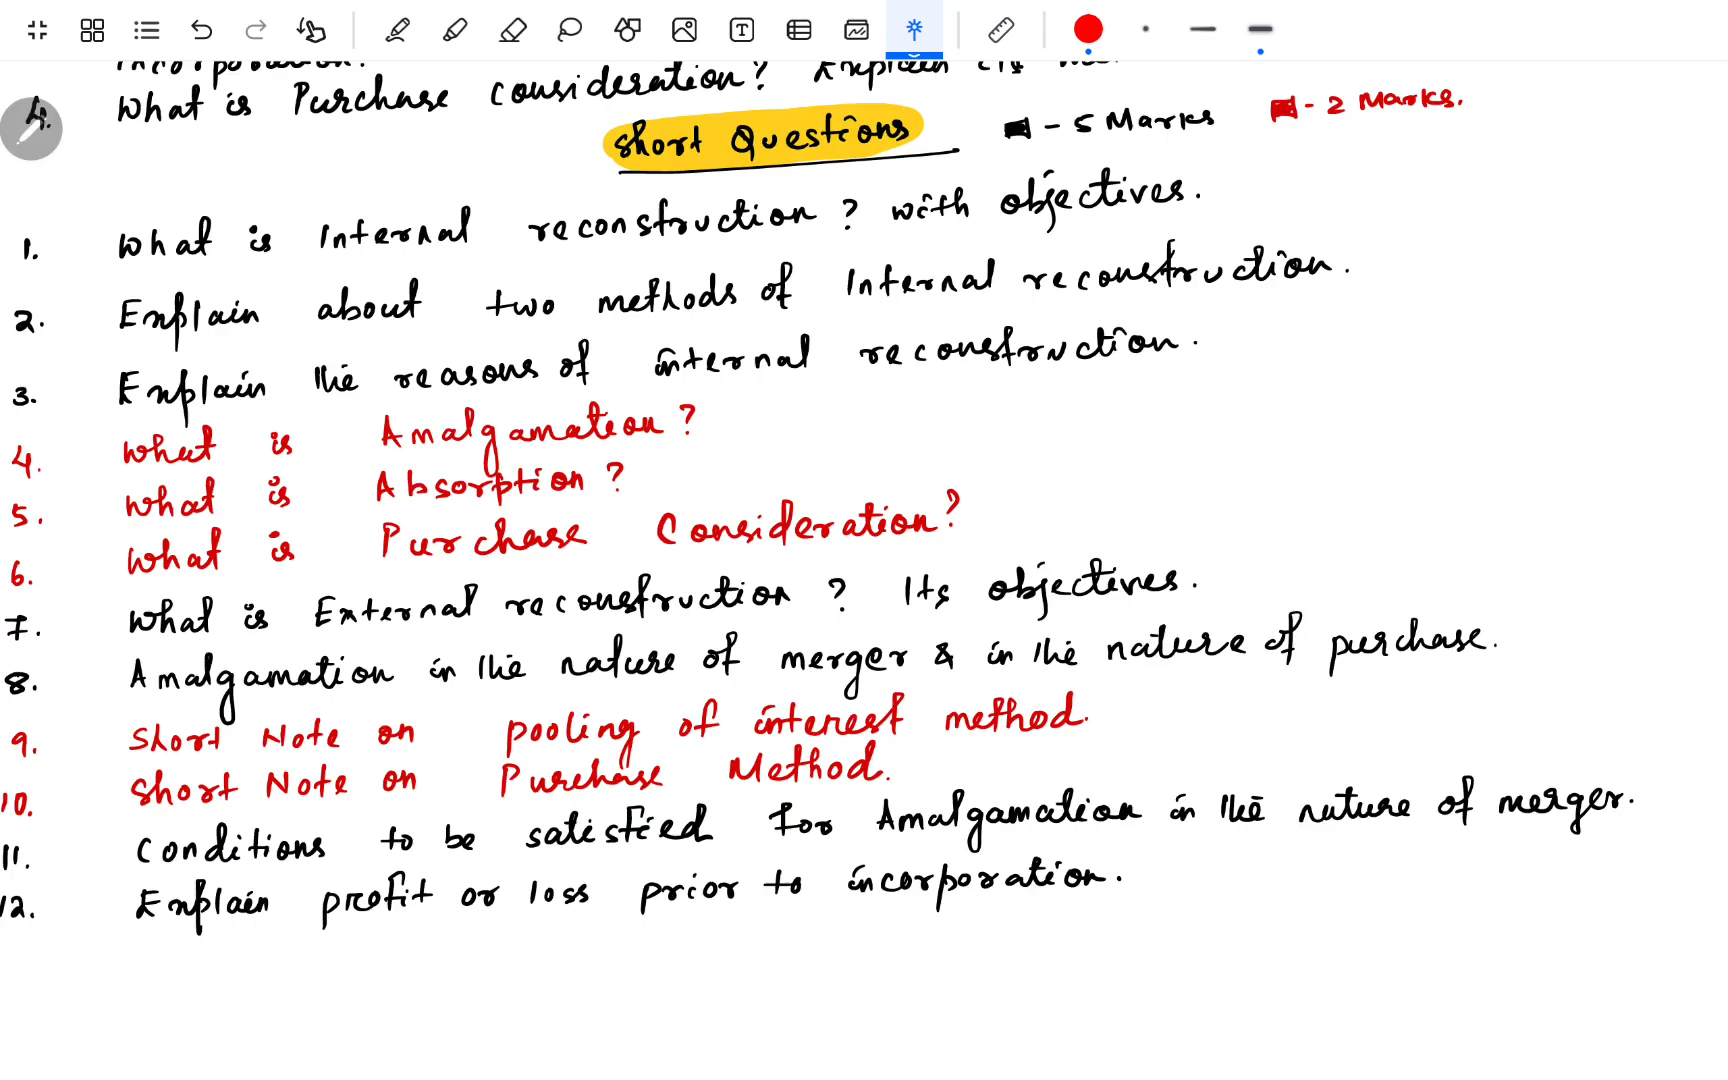 4. What is Purchase consideration? Explain its
Short Questions
- 5 Marks
- 2 Marks.
1. What is Internal reconstruction? with objectives.
2. Explain about two methods of Internal reconstruction.
3. Explain the reasons of internal reconstruction.
4. What is Amalgamation?
5. What is Absorption?
6. What is Purchase Consideration?
7. What is External reconstruction? Its objectives.
8. Amalgamation in the nature of merger & in the nature of purchase.
9. Short Note on pooling of interest method.
10. Short Note on Purchase Method.
11. Conditions to be satisfied for Amalgamation in the nature of merger.
12. Explain profit or loss prior to incorporation.